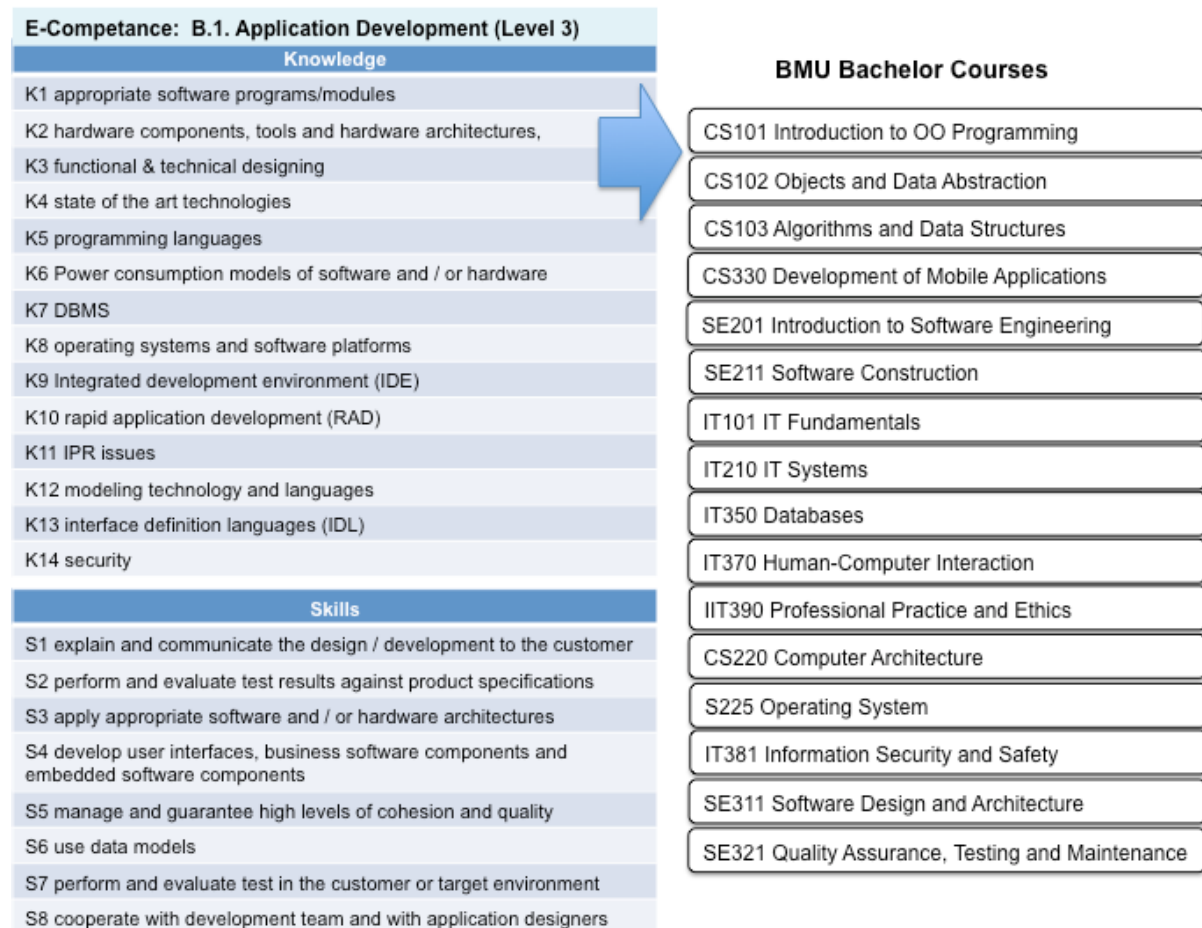 E-Competance:  B.1. Application Development (Level 3)
Knowledge
K1 appropriate software programs/modules
K2 hardware components, tools and hardware architectures,
K3 functional & technical designing
K4 state of the art technologies
K5 programming languages
K6 Power consumption models of software and / or hardware
K7 DBMS
K8 operating systems and software platforms
K9 Integrated development environment (IDE)
K10 rapid application development (RAD)
K11 IPR issues
K12 modeling technology and languages
K13 interface definition languages (IDL)
K14 security
Skills
S1 explain and communicate the design / development to the customer
S2 perform and evaluate test results against product specifications
S3 apply appropriate software and / or hardware architectures
S4 develop user interfaces, business software components and
embedded software components
S5 manage and guarantee high levels of cohesion and quality
S6 use data models
S7 perform and evaluate test in the customer or target environment
S8 cooperate with development team and with application designers
BMU Bachelor Courses
CS101 Introduction to OO Programming
CS102 Objects and Data Abstraction
CS103 Algorithms and Data Structures
CS330 Development of Mobile Applications
SE201 Introduction to Software Engineering
SE211 Software Construction
IT101 IT Fundamentals
IT210 IT Systems
IT350 Databases
IT370 Human-Computer Interaction
IIT390 Professional Practice and Ethics
CS220 Computer Architecture
S225 Operating System
IT381 Information Security and Safety
SE311 Software Design and Architecture
SE321 Quality Assurance, Testing and Maintenance